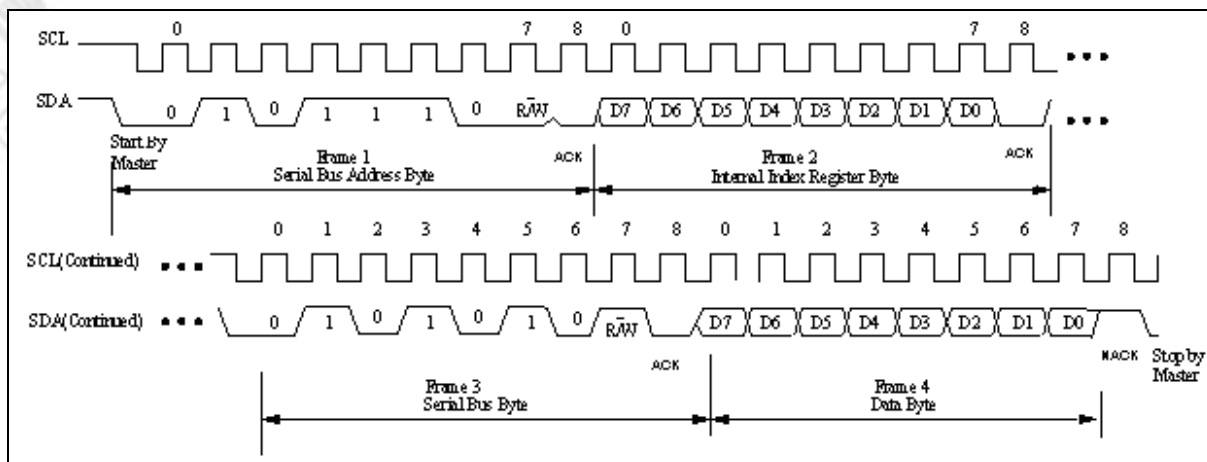 0 7 8 0 7 8
SCL
SDA 0 1 0 1 1 1 0 R/W D7 D6 D5 D4 D3 D2 D1 D0
Start By
Master
Frame 1
Serial Bus Address Byte
ACK
Frame 2
Internal Index Register Byte
ACK
0 1 2 3 4 5 6 7 8 0 1 2 3 4 5 6 7 8
SCL(Continued)
SDA(Continued) 0 1 0 1 0 1 0 R/W D7 D6 D5 D4 D3 D2 D1 D0
ACK
NACK
Stop by
Master
Frame 3
Serial Bus Byte
Frame 4
Data Byte